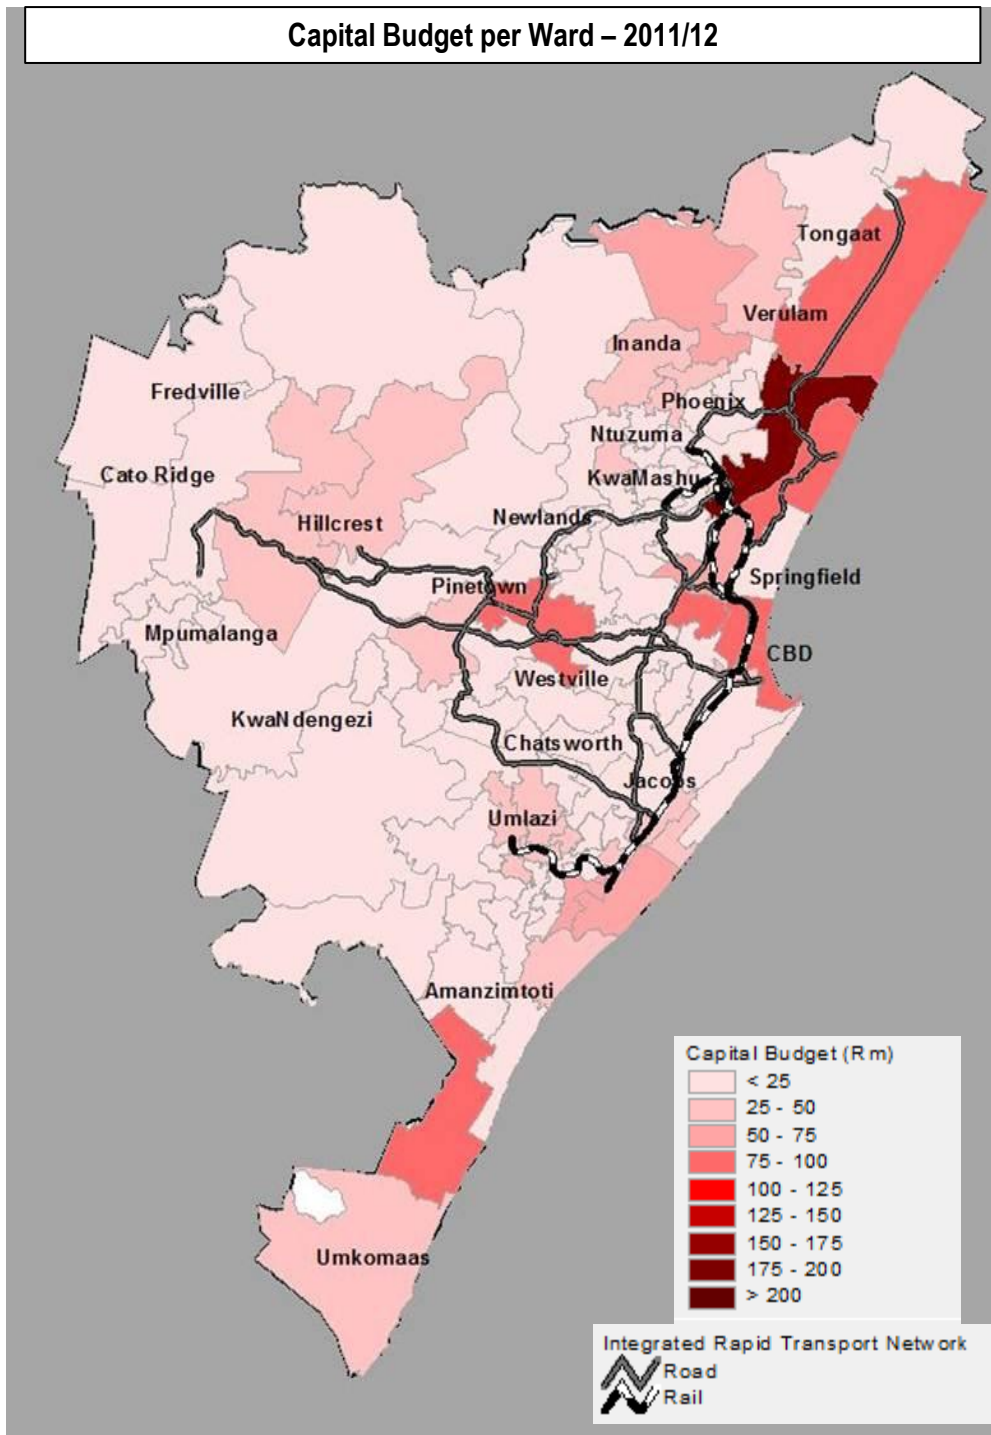 Capital Budget per Ward – 2011/12
Tongaat
Verulam
Inanda
Fredville
Phoenix
Ntuzuma
Cato Ridge
KwaMashu
Newlands
Hillcrest
Springfield
Pinetown
Mpumalanga
CBD
Westville
KwaNdengezi
Chatsworth
Jacobs
Umlazi
Amanzimtoti
Umkomaas
Capital Budget (Rm)
< 25
25 - 50
50 - 75
75 - 100
100 - 125
125 - 150
150 - 175
175 - 200
> 200
Integrated Rapid Transport Network
Road
Rail